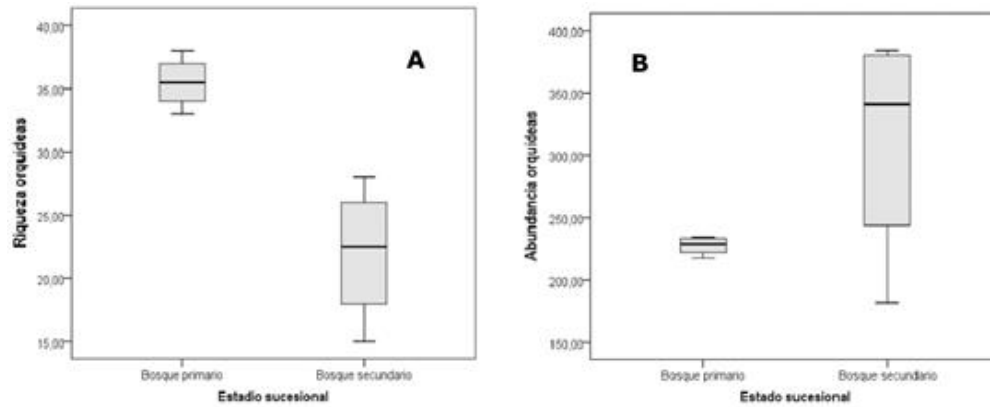 A
Riqueza orquídeas
40,00
35,00
30,00
25,00
20,00
15,00
Bosque primario Bosque secundario
Estadio sucesional
B
Abundancia orquídeas
400,00
350,00
300,00
250,00
200,00
150,00
Bosque primario Bosque secundario
Estado sucesional